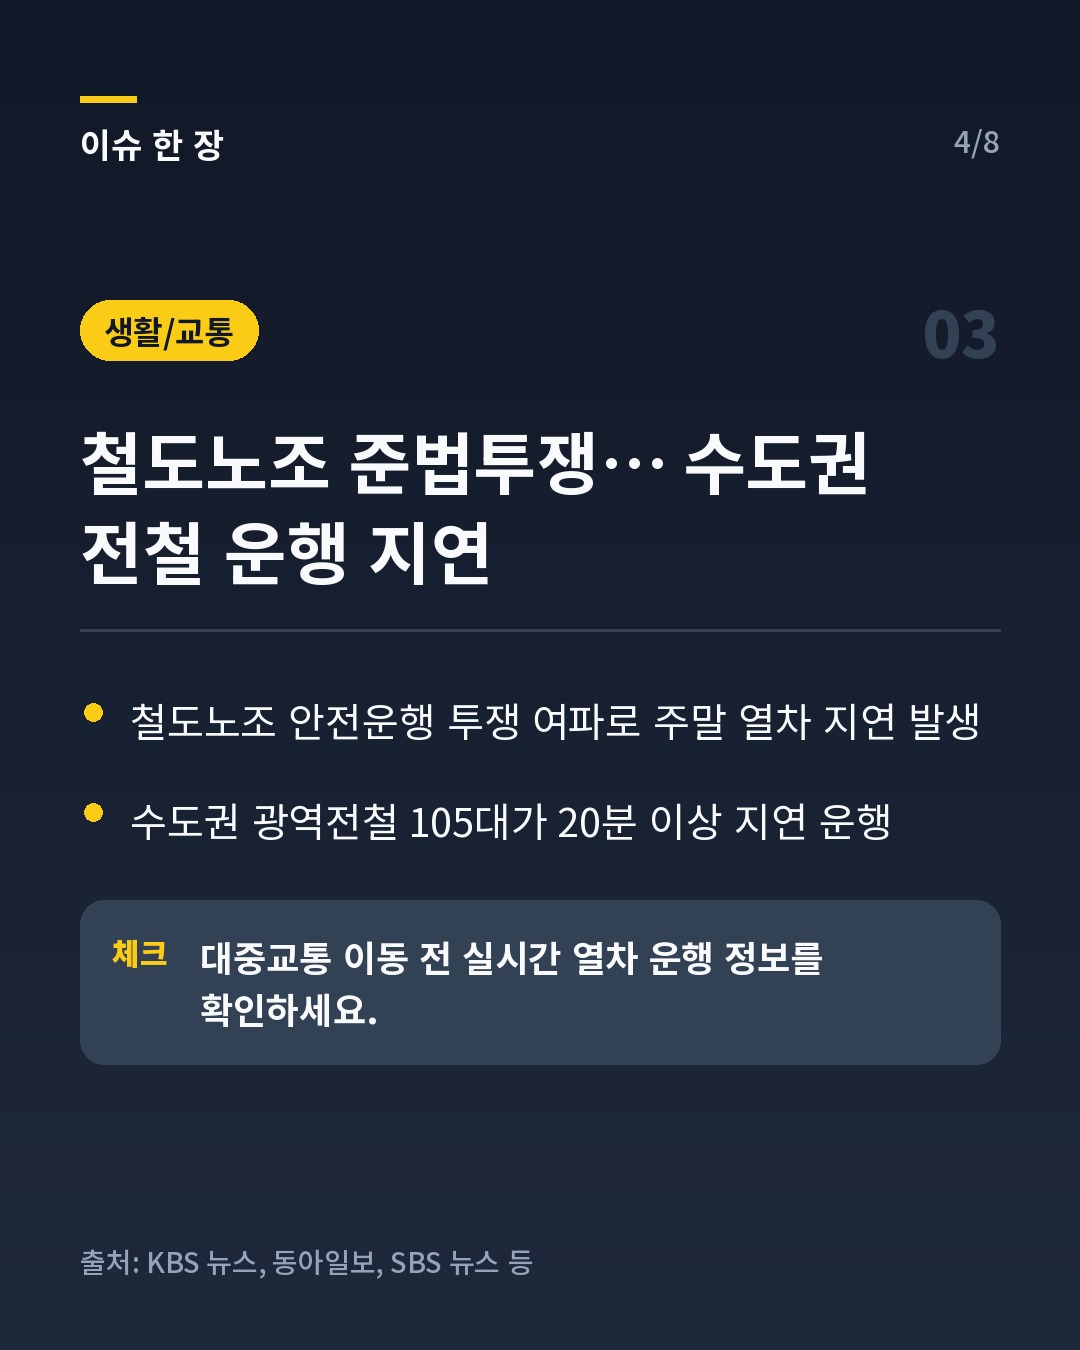 이슈 한 장
4/8
생활/교통
03
철도노조 준법투쟁… 수도권
전철 운행 지연
철도노조 안전운행 투쟁 여파로 주말 열차 지연 발생
수도권 광역전철 105대가 20분 이상 지연 운행
체크
대중교통 이동 전 실시간 열차 운행 정보를
확인하세요.
출처: KBS 뉴스, 동아일보, SBS 뉴스 등